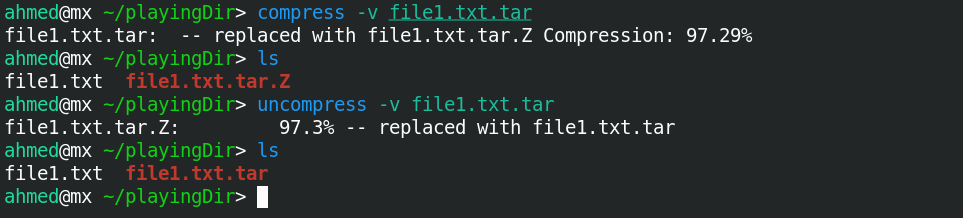 ahmed@mx ~/playingDir> compress -v file1.txt.tar
file1.txt.tar:  -- replaced with file1.txt.tar.Z Compression: 97.29%
ahmed@mx ~/playingDir> ls
file1.txt  file1.txt.tar.Z
ahmed@mx ~/playingDir> uncompress -v file1.txt.tar
file1.txt.tar.Z:         97.3% -- replaced with file1.txt.tar
ahmed@mx ~/playingDir> ls
file1.txt  file1.txt.tar
ahmed@mx ~/playingDir>